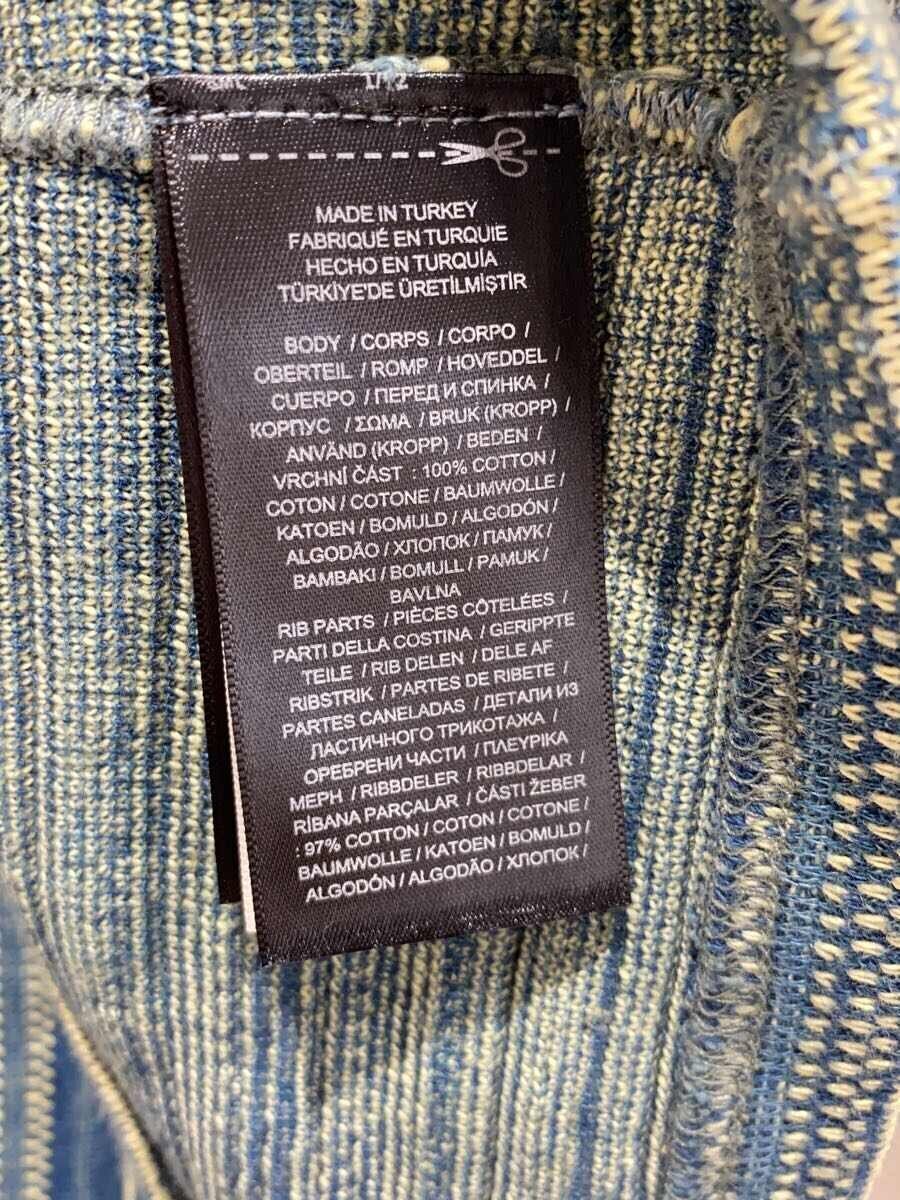 1/12
MADE IN TURKEY
FABRIQUÉ EN TURQUIE
HECHO EN TURQUÍA
TÜRKİYE'DE ÜRETİLMİŞTİR
BODY / CORPS / CORPO /
OBERTEIL / ROMP / HOVEDDEL /
CUERPO / ПЕРЕД И СПИНКА /
КОРПУС / ΣΩΜΑ / BRUK (KROPP) /
ANVÄND (KROPP) / BEDEN /
VRCHNÍ ČÁST : 100% COTTON /
COTON / COTONE / BAUMWOLLE /
KATOEN / BOMULD / ALGODÓN /
ALGODÃO / ХЛОПОК / ПАМУК /
ΒΑΜΒΑΚΙ / BOMULL / PAMUK /
BAVLNA
RIB PARTS / PIÈCES CÔTELÉES /
PARTI DELLA COSTINA / GERIPPTE
TEILE / RIB DELEN / DELE AF
RIBSTRIK / PARTES DE RIBETE /
PARTES CANELADAS / ДЕТАЛИ ИЗ
ЛАСТИЧНОГО ТРИКОТАЖА /
ОРЕБРЕНИ ЧАСТИ / ΠΛΕΥΡΙΚΑ
ΜΕΡΗ / RIBBDELER / RIBBDELAR /
RİBANA PARÇALAR / ČÁSTI ŽEBER
: 97% COTTON / COTON / COTONE /
BAUMWOLLE / KATOEN / BOMULD /
ALGODÓN / ALGODÃO / ХЛОПОК /